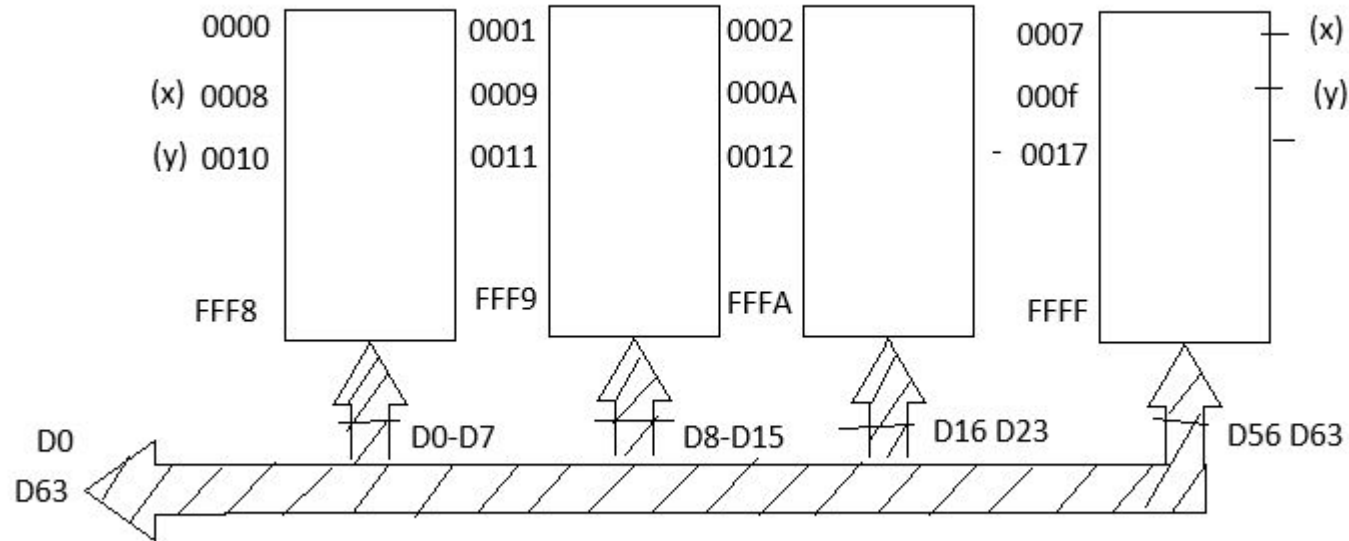 0000 0001 0002 0007 (x)
(x) 0008 0009 000A 000f (y)
(y) 0010 0011 0012 - 0017
FFF8 FFF9 FFFA FFFF
D0 D0-D7 D8-D15 D16 D23 D56 D63
D63